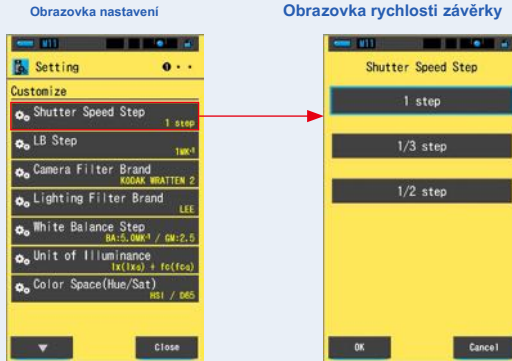 Obrazovka nastavení
M11
Setting
Customize
Shutter Speed Step
1 step
LB Step
1MK⁻¹
Camera Filter Brand
KODAK WRATTEN 2
Lighting Filter Brand
LEE
White Balance Step
BA:5.0MK⁻¹ / GM:2.5
Unit of Illuminance
lx(lxs) + fc(fcs)
Color Space(Hue/Sat)
HSI / D65
▼
Close
Obrazovka rychlosti závěrky
M11
Shutter Speed Step
1 step
1/3 step
1/2 step
OK
Cancel